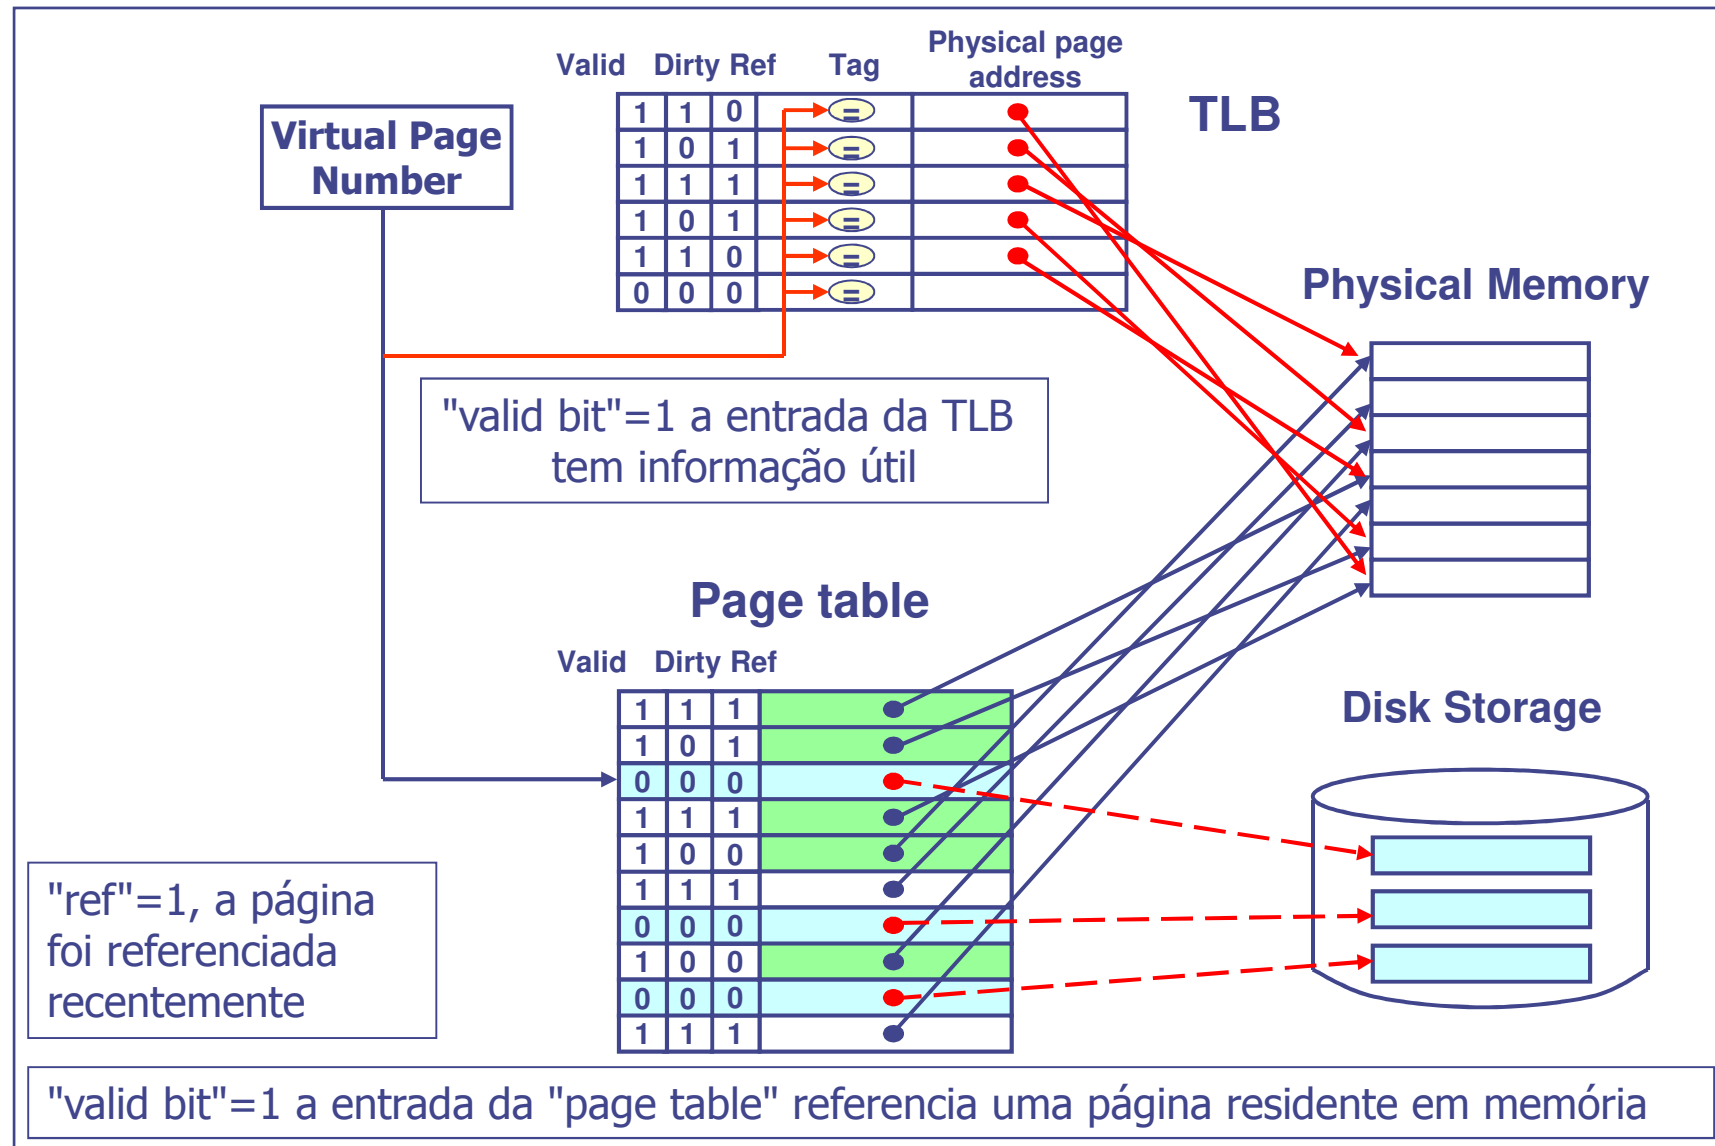 Physical page
address
Valid Dirty Ref Tag
TLB
Virtual Page
Number
1 1 0 =
1 0 1 =
1 1 1 =
1 0 1 =
1 1 0 =
0 0 0 =
Physical Memory
"valid bit"=1 a entrada da TLB
tem informação útil
Page table
Valid Dirty Ref
1 1 1
1 0 1
0 0 0
1 1 1
1 0 0
1 1 1
0 0 0
1 0 0
0 0 0
1 1 1
Disk Storage
"ref"=1, a página
foi referenciada
recentemente
"valid bit"=1 a entrada da "page table" referencia uma página residente em memória